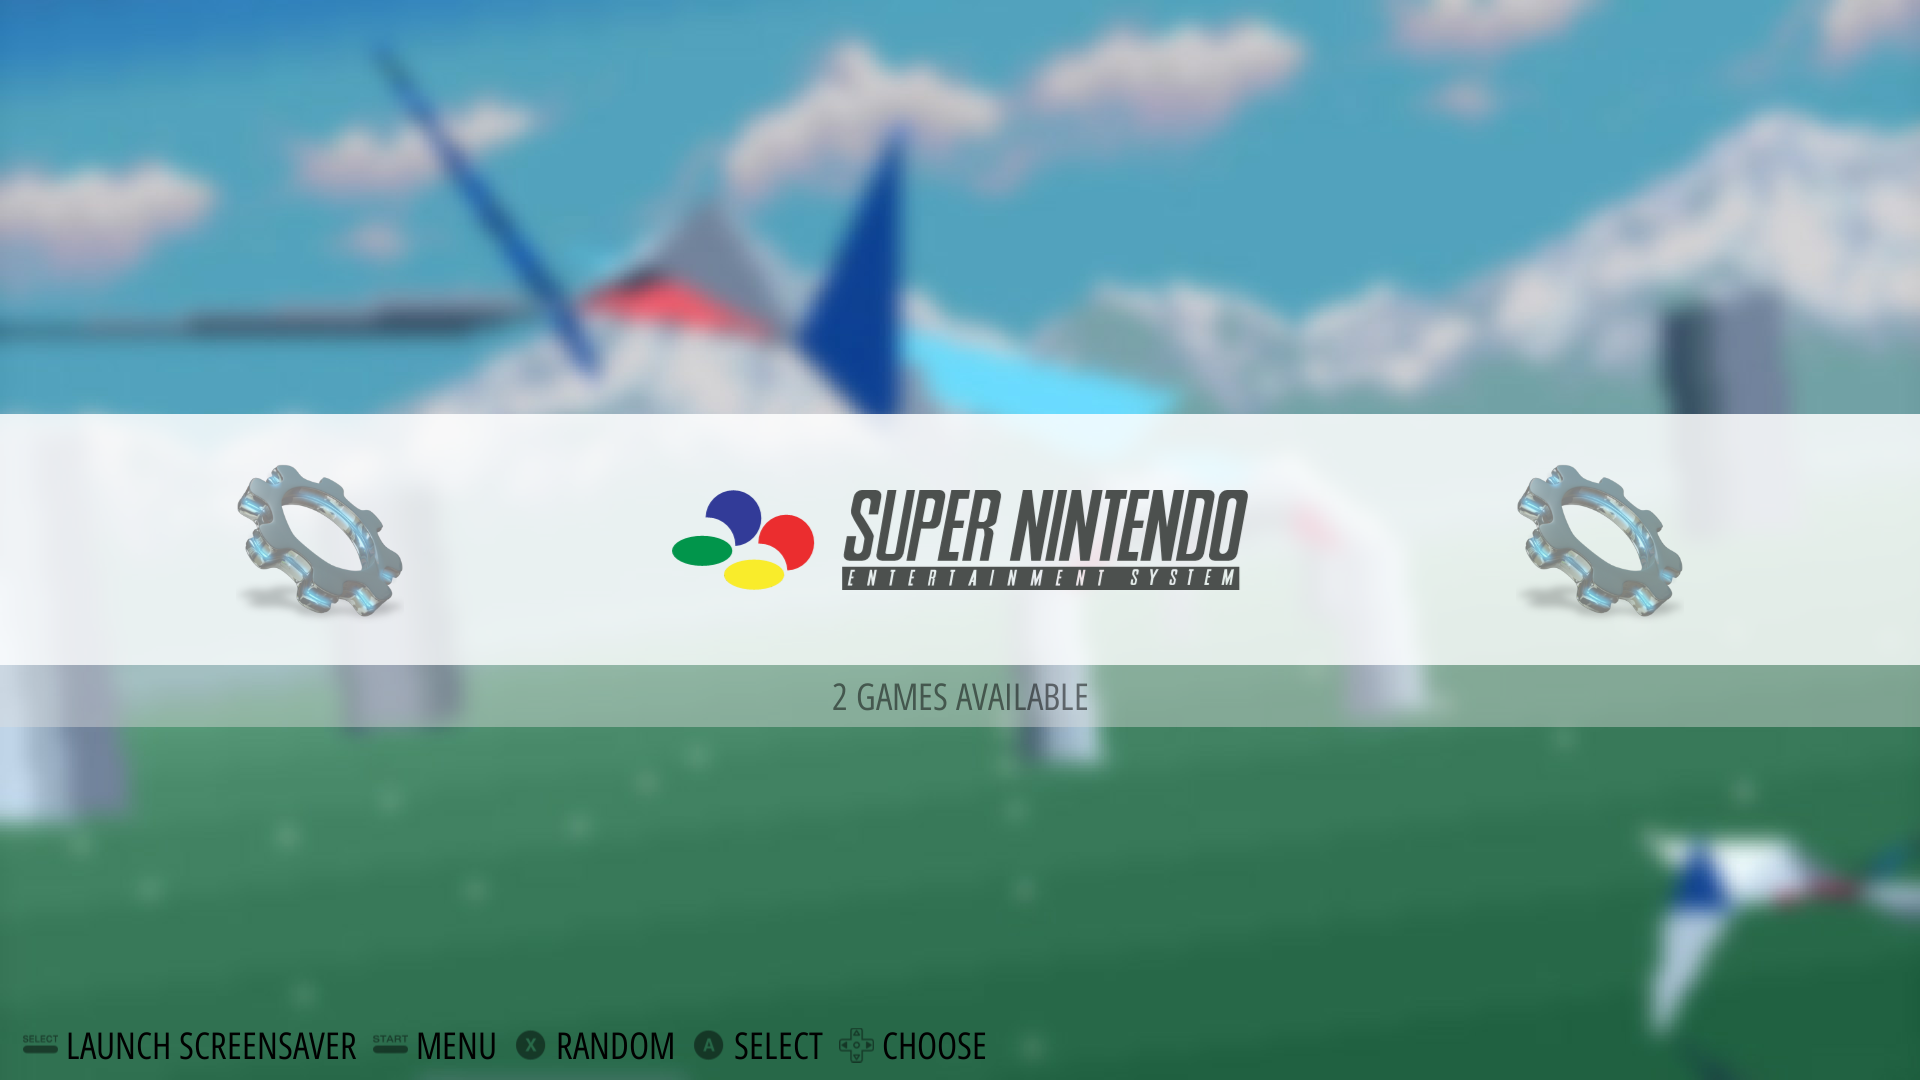 SUPER NINTENDO
ENTERTAINMENT SYSTEM
2 GAMES AVAILABLE
SELECT LAUNCH SCREENSAVER START MENU X RANDOM A SELECT CHOOSE